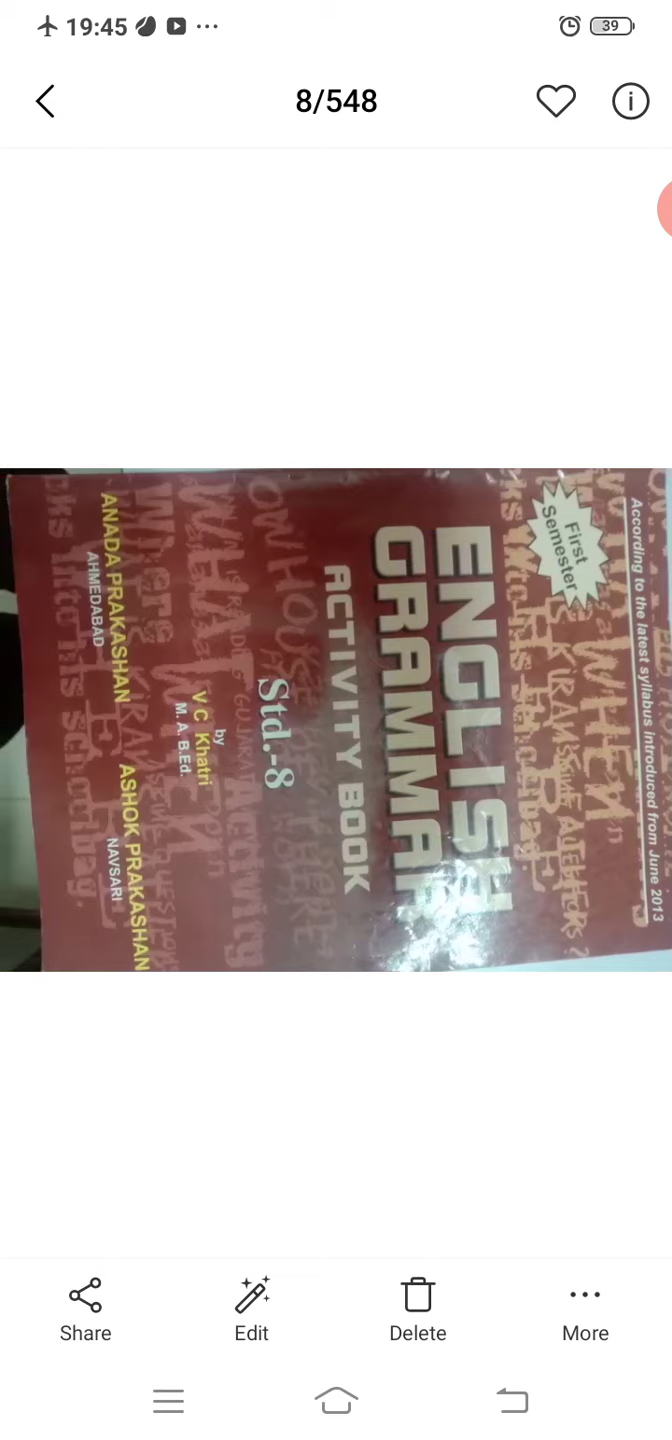 19:45
39
8/548
According to the latest syllabus introduced from June 2013
First
Semester
ENGLISH
GRAMMAR
ACTIVITY BOOK
Std.-8
by
V C Khatri
M. A. B.Ed.
ANADA PRAKASHAN
AHMEDABAD
ASHOK PRAKASHAN
NAVSARI
Share
Edit
Delete
More